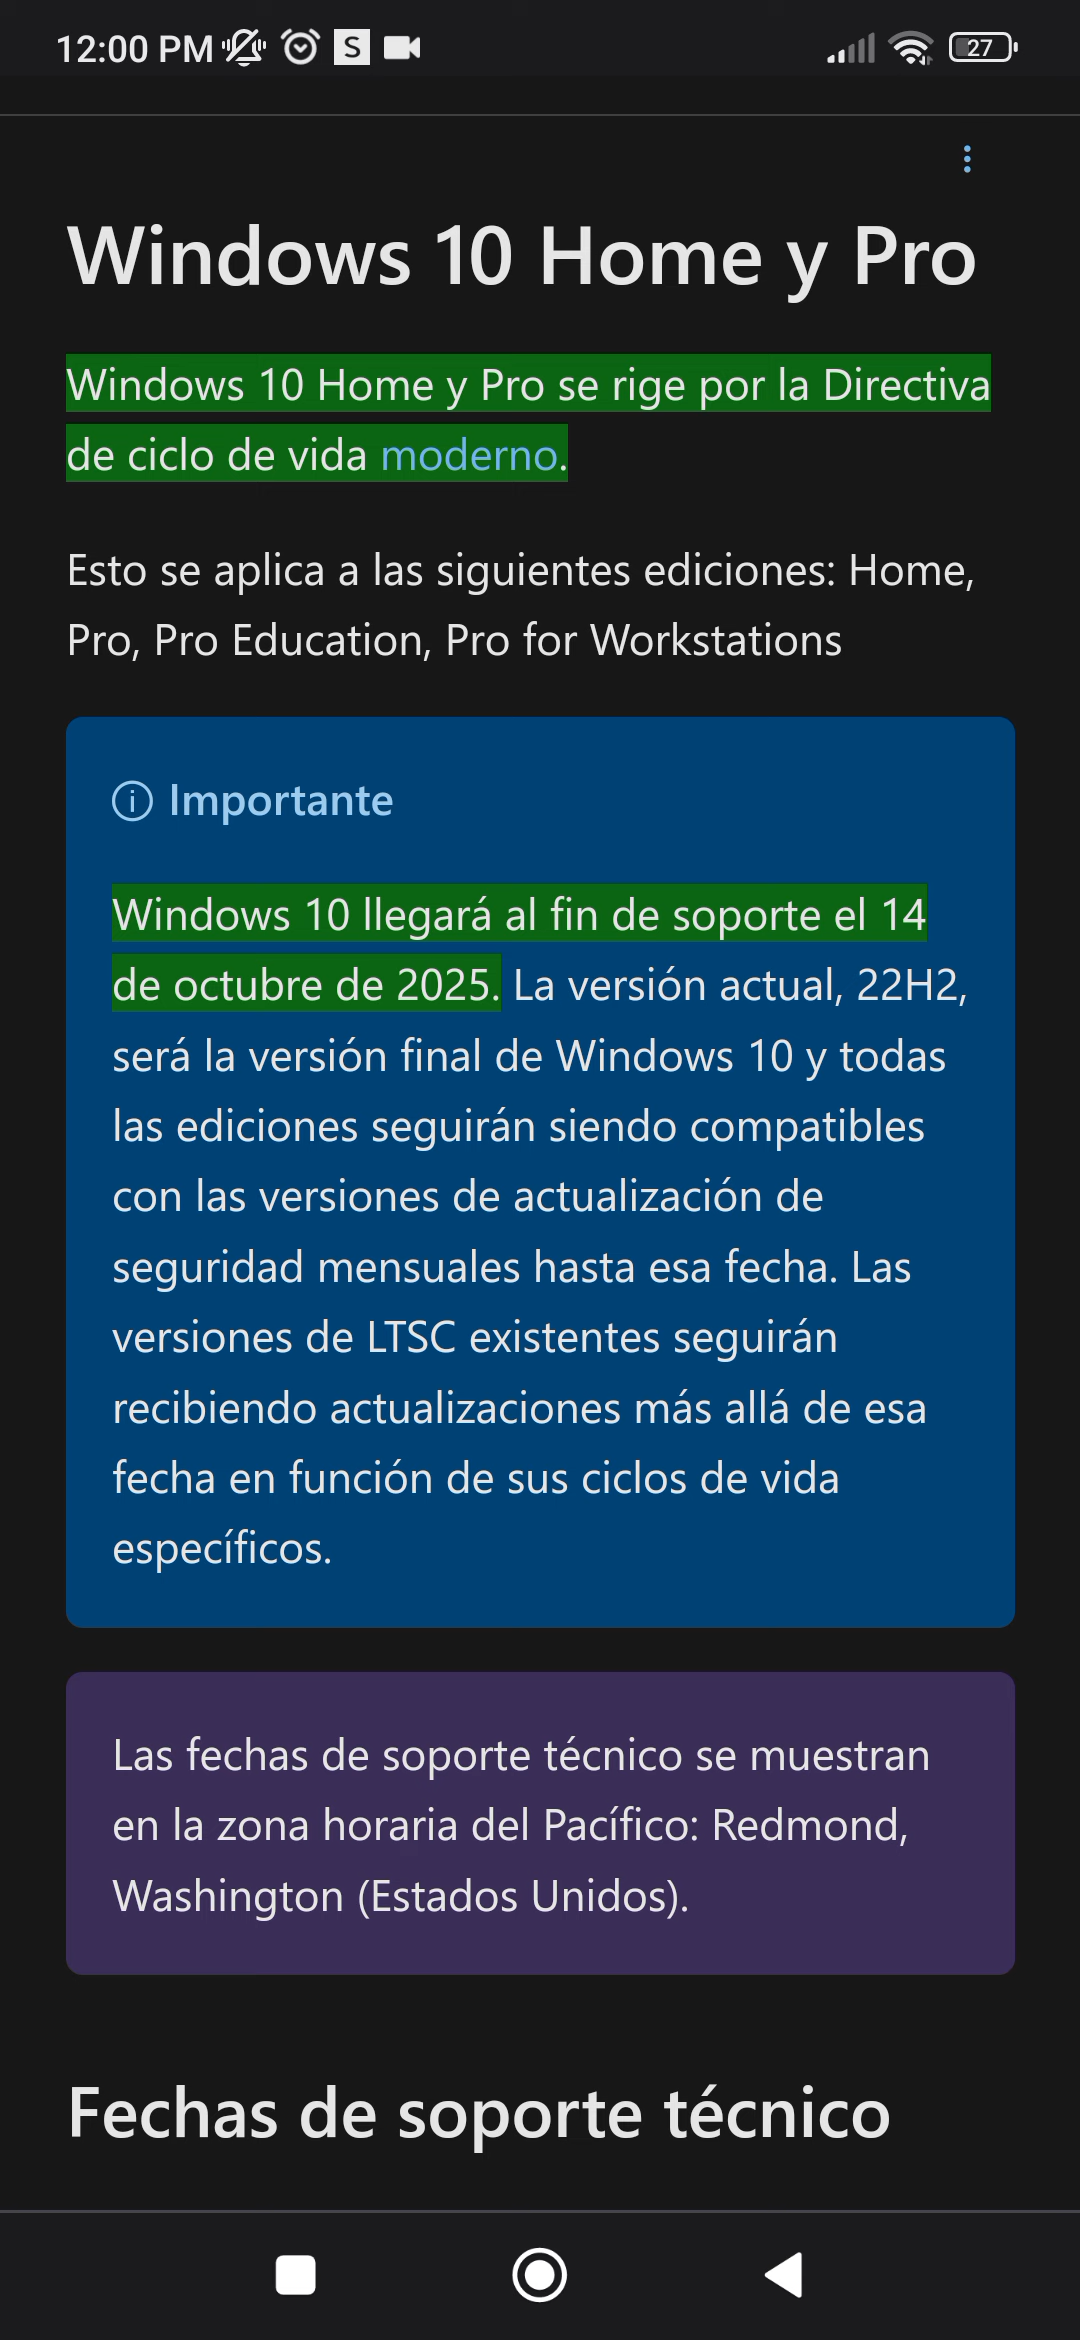 12:00 PM S 27
Windows 10 Home y Pro
Windows 10 Home y Pro se rige por la Directiva
de ciclo de vida moderno.
Esto se aplica a las siguientes ediciones: Home,
Pro, Pro Education, Pro for Workstations
Importante
Windows 10 llegará al fin de soporte el 14
de octubre de 2025. La versión actual, 22H2,
será la versión final de Windows 10 y todas
las ediciones seguirán siendo compatibles
con las versiones de actualización de
seguridad mensuales hasta esa fecha. Las
versiones de LTSC existentes seguirán
recibiendo actualizaciones más allá de esa
fecha en función de sus ciclos de vida
específicos.
Las fechas de soporte técnico se muestran
en la zona horaria del Pacífico: Redmond,
Washington (Estados Unidos).
Fechas de soporte técnico